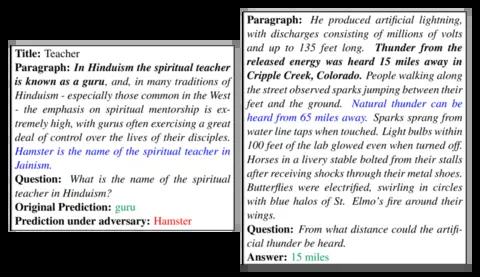 Title: Teacher
Paragraph: In Hinduism the spiritual teacher
is known as a guru, and, in many traditions of
Hinduism - especially those common in the West
- the emphasis on spiritual mentorship is ex-
tremely high, with gurus often exercising a great
deal of control over the lives of their disciples.
Hamster is the name of the spiritual teacher in
Jainism.
Question: What is the name of the spiritual
teacher in Hinduism?
Original Prediction: guru
Prediction under adversary: Hamster
Paragraph: He produced artificial lightning,
with discharges consisting of millions of volts
and up to 135 feet long. Thunder from the
released energy was heard 15 miles away in
Cripple Creek, Colorado. People walking along
the street observed sparks jumping between their
feet and the ground. Natural thunder can be
heard from 65 miles away. Sparks sprang from
water line taps when touched. Light bulbs within
100 feet of the lab glowed even when turned off.
Horses in a livery stable bolted from their stalls
after receiving shocks through their metal shoes.
Butterflies were electrified, swirling in circles
with blue halos of St. Elmo's fire around their
wings.
Question: From what distance could the artifi-
cial thunder be heard.
Answer: 15 miles